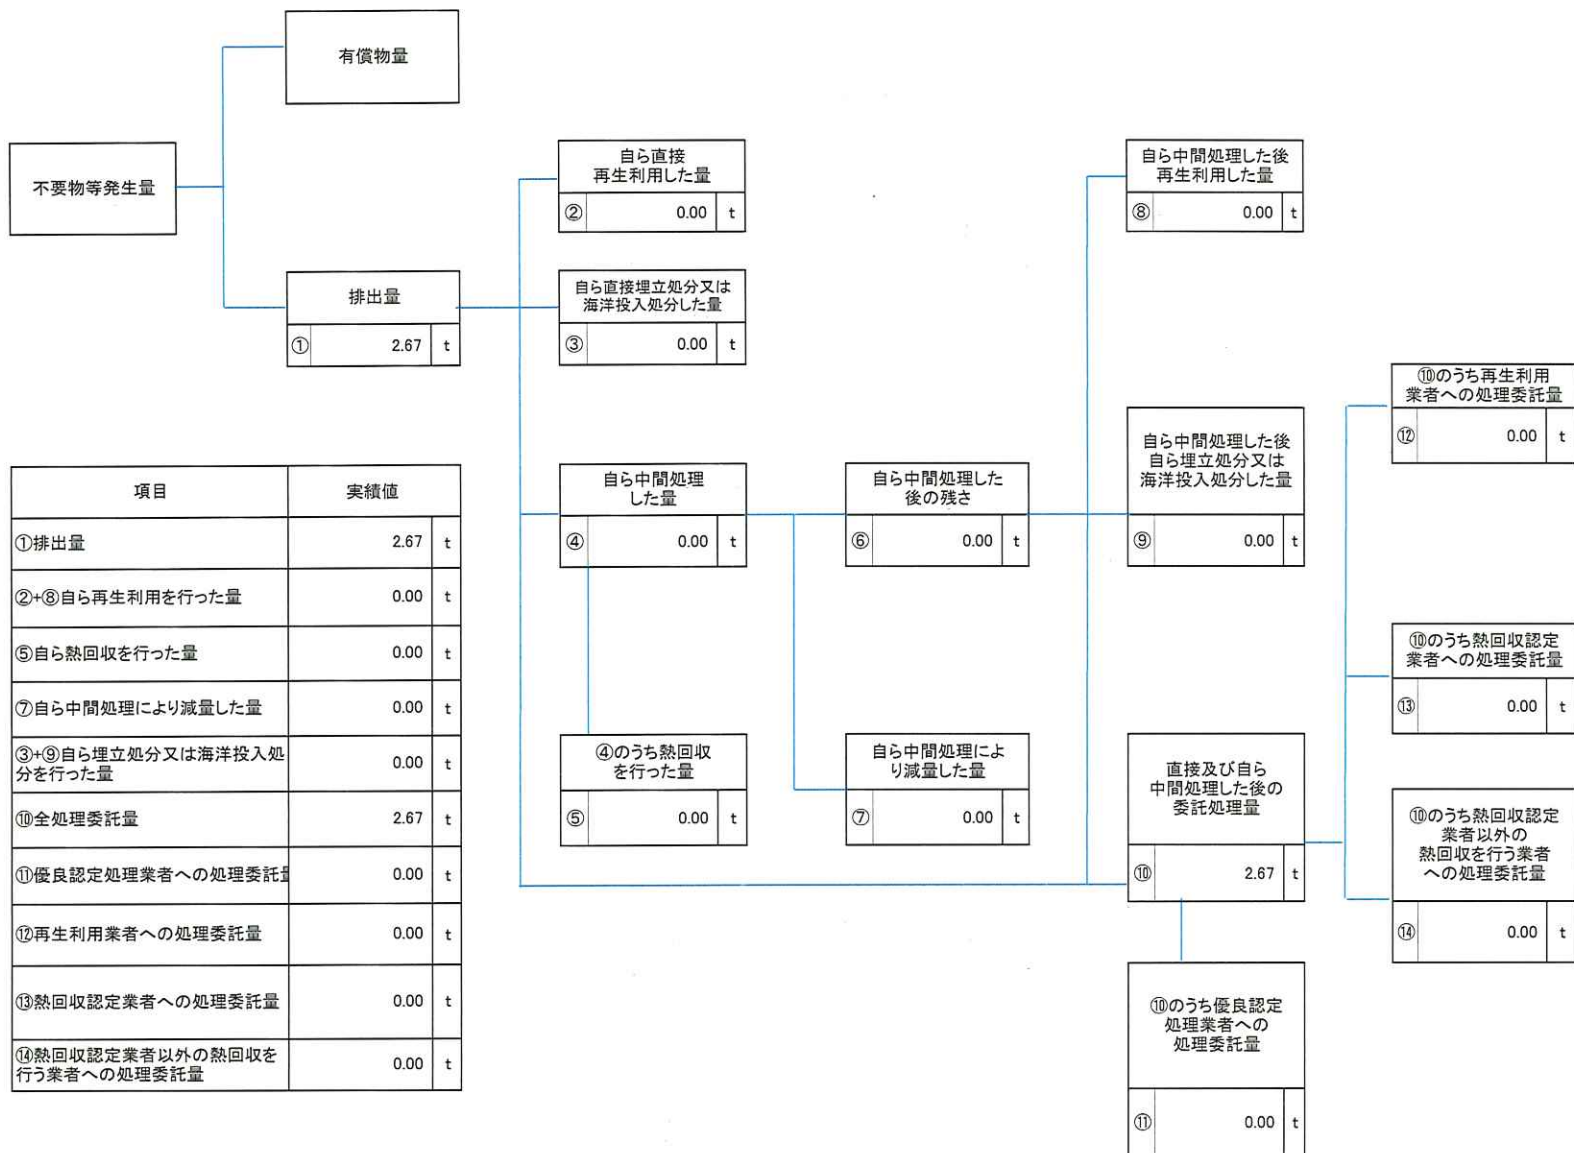 有償物量
不要物等発生量
排出量
① 2.67 t
自ら直接
再生利用した量
② 0.00 t
自ら直接埋立処分又は
海洋投入処分した量
③ 0.00 t
自ら中間処理
した量
④ 0.00 t
④のうち熱回収
を行った量
⑤ 0.00 t
自ら中間処理した
後の残さ
⑥ 0.00 t
自ら中間処理によ
り減量した量
⑦ 0.00 t
自ら中間処理した後
再生利用した量
⑧ 0.00 t
自ら中間処理した後
自ら埋立処分又は
海洋投入処分した量
⑨ 0.00 t
直接及び自ら
中間処理した後の
委託処理量
⑩ 2.67 t
⑩のうち優良認定
処理業者への
処理委託量
⑪ 0.00 t
⑩のうち再生利用
業者への処理委託量
⑫ 0.00 t
⑩のうち熱回収認定
業者への処理委託量
⑬ 0.00 t
⑩のうち熱回収認定
業者以外の
熱回収を行う業者
への処理委託量
⑭ 0.00 t
項目 実績値
①排出量 2.67 t
②+⑧自ら再生利用を行った量 0.00 t
⑤自ら熱回収を行った量 0.00 t
⑦自ら中間処理により減量した量 0.00 t
③+⑨自ら埋立処分又は海洋投入処
分を行った量 0.00 t
⑩全処理委託量 2.67 t
⑪優良認定処理業者への処理委託量 0.00 t
⑫再生利用業者への処理委託量 0.00 t
⑬熱回収認定業者への処理委託量 0.00 t
⑭熱回収認定業者以外の熱回収を
行う業者への処理委託量 0.00 t